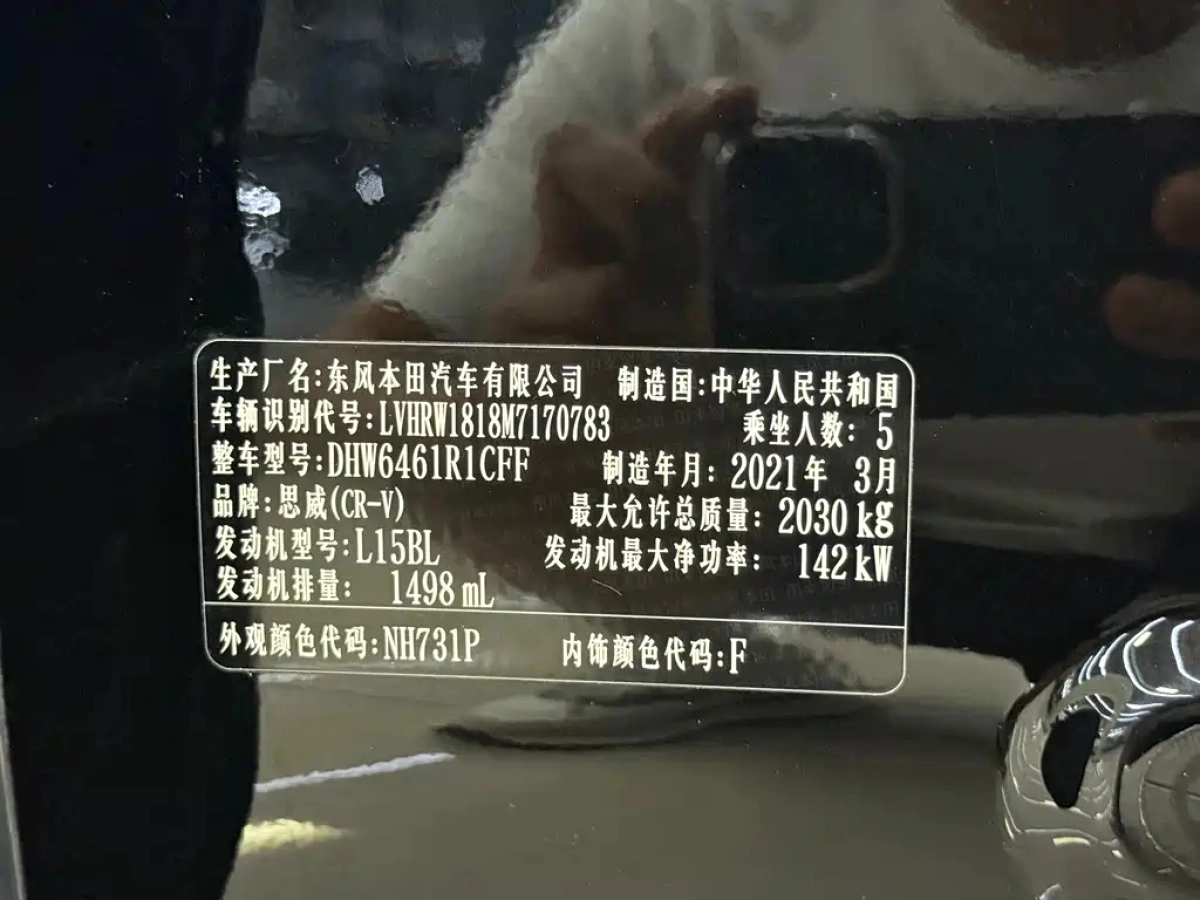 生产厂名:东风本田汽车有限公司 制造国:中华人民共和国
车辆识别代号:LVHRW1818M7170783 乘坐人数: 5
整车型号:DHW6461R1CFF 制造年月: 2021年 3月
品牌:思威(CR-V) 最大允许总质量: 2030 kg
发动机型号:L15BL 发动机最大净功率: 142 kW
发动机排量: 1498 mL
外观颜色代码:NH731P 内饰颜色代码:F